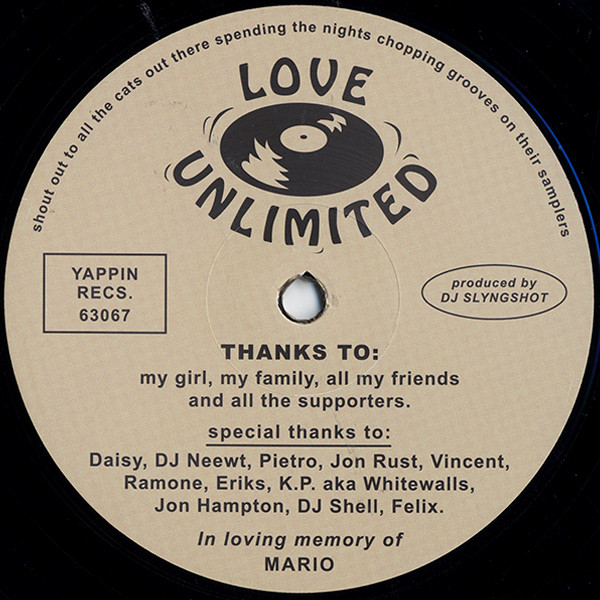 shout out to all the cats out there spending the nights chopping grooves on their samplers
LOVE
UNLIMITED
YAPPIN
RECS.
63067
produced by
DJ SLYNGSHOT
THANKS TO:
my girl, my family, all my friends
and all the supporters.
special thanks to:
Daisy, DJ Neewt, Pietro, Jon Rust, Vincent,
Ramone, Eriks, K.P. aka Whitewalls,
Jon Hampton, DJ Shell, Felix.
In loving memory of
MARIO